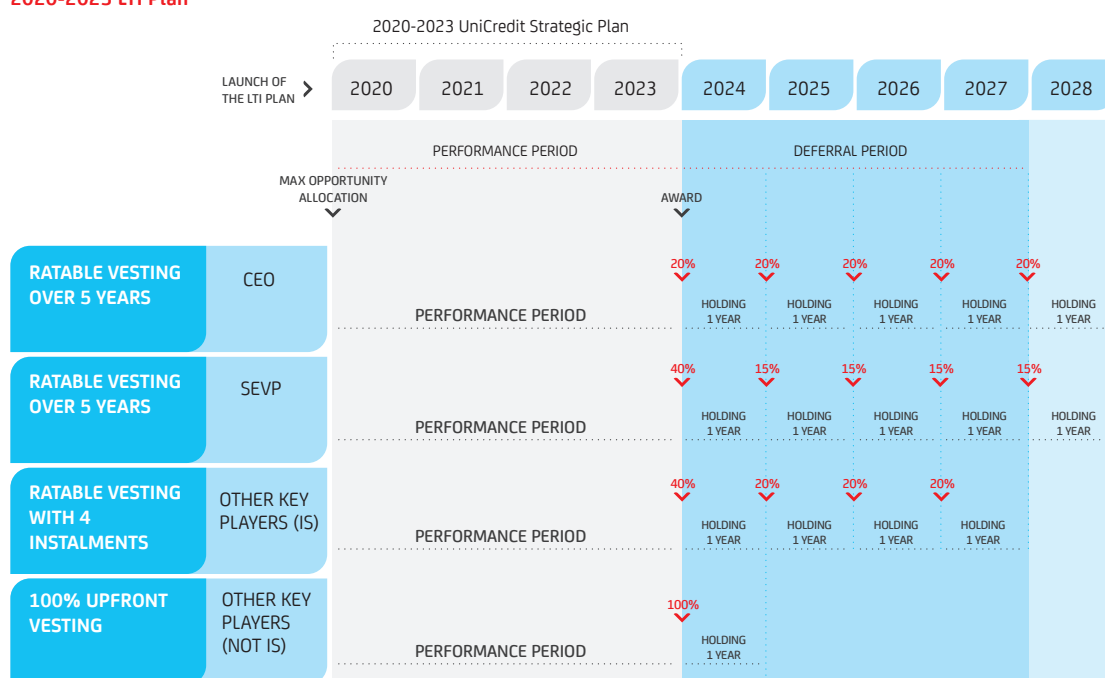 2020-2023 LTI Plan
2020-2023 UniCredit Strategic Plan
LAUNCH OF
THE LTI PLAN
2020 2021 2022 2023 2024 2025 2026 2027 2028
PERFORMANCE PERIOD DEFERRAL PERIOD
MAX OPPORTUNITY
ALLOCATION
AWARD
RATABLE VESTING
OVER 5 YEARS
CEO
20% 20% 20% 20% 20%
PERFORMANCE PERIOD
HOLDING HOLDING HOLDING HOLDING HOLDING
1 YEAR 1 YEAR 1 YEAR 1 YEAR 1 YEAR
RATABLE VESTING
OVER 5 YEARS
SEVP
40% 15% 15% 15% 15%
PERFORMANCE PERIOD
HOLDING HOLDING HOLDING HOLDING HOLDING
1 YEAR 1 YEAR 1 YEAR 1 YEAR 1 YEAR
RATABLE VESTING
WITH 4
INSTALMENTS
OTHER KEY
PLAYERS (IS)
40% 20% 20% 20%
PERFORMANCE PERIOD
HOLDING HOLDING HOLDING HOLDING
1 YEAR 1 YEAR 1 YEAR 1 YEAR
100% UPFRONT
VESTING
OTHER KEY
PLAYERS
(NOT IS)
100%
PERFORMANCE PERIOD
HOLDING
1 YEAR